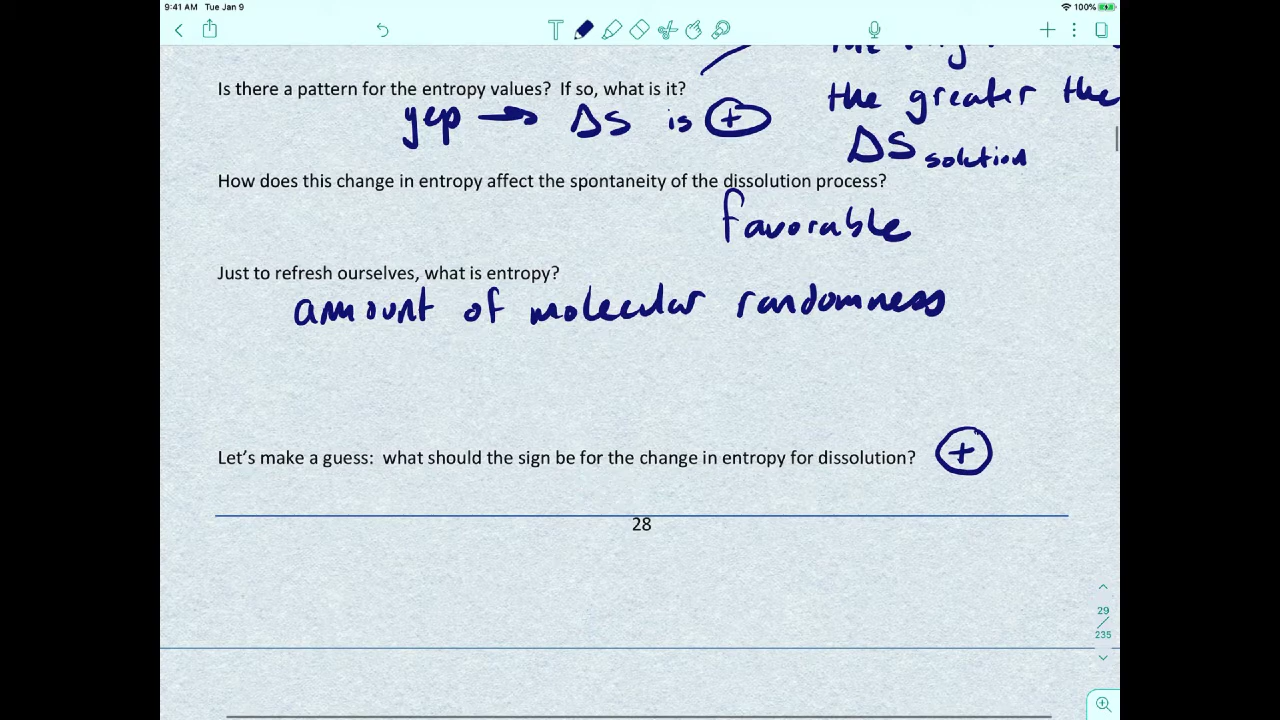 9:41 AM Tue Jan 9
100%
Is there a pattern for the entropy values? If so, what is it?
the greater the
yep → ΔS is +
ΔS solution
How does this change in entropy affect the spontaneity of the dissolution process?
favorable
Just to refresh ourselves, what is entropy?
amount of molecular randomness
Let's make a guess: what should the sign be for the change in entropy for dissolution? +
28
29
/
235